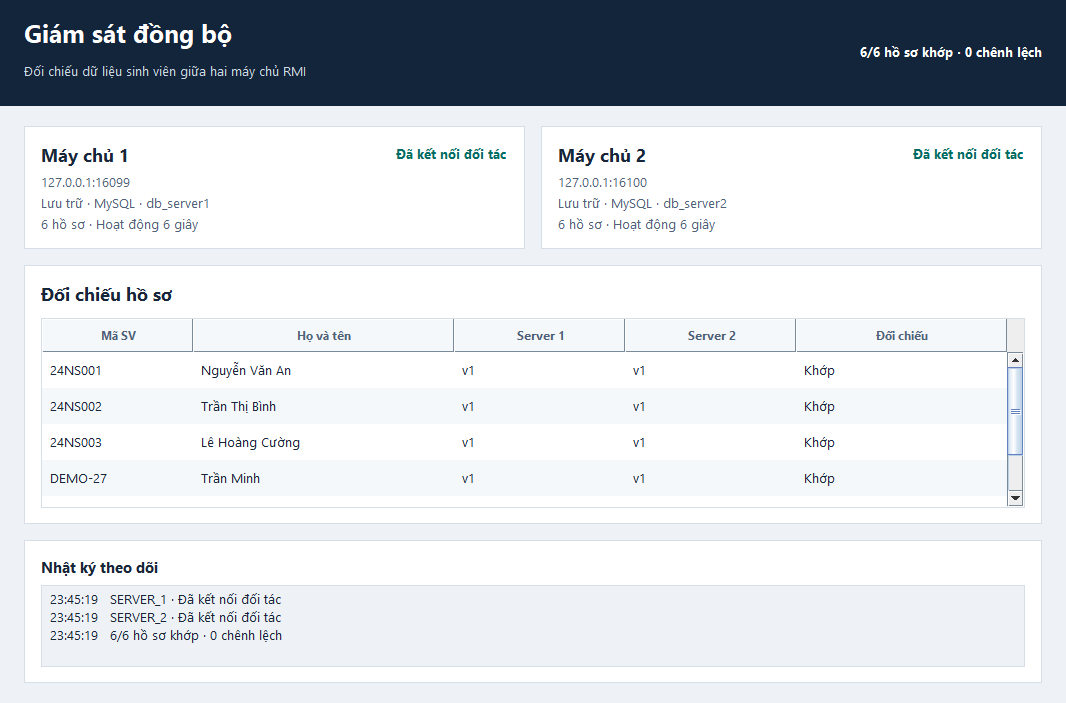 Giám sát đồng bộ
Đối chiếu dữ liệu sinh viên giữa hai máy chủ RMI
6/6 hồ sơ khớp · 0 chênh lệch
Máy chủ 1
Đã kết nối đối tác
127.0.0.1:16099
Lưu trữ · MySQL · db_server1
6 hồ sơ · Hoạt động 6 giây
Máy chủ 2
Đã kết nối đối tác
127.0.0.1:16100
Lưu trữ · MySQL · db_server2
6 hồ sơ · Hoạt động 6 giây
Đối chiếu hồ sơ
Mã SV Họ và tên Server 1 Server 2 Đối chiếu
24NS001 Nguyễn Văn An v1 v1 Khớp
24NS002 Trần Thị Bình v1 v1 Khớp
24NS003 Lê Hoàng Cường v1 v1 Khớp
DEMO-27 Trần Minh v1 v1 Khớp
Nhật ký theo dõi
23:45:19 SERVER_1 · Đã kết nối đối tác
23:45:19 SERVER_2 · Đã kết nối đối tác
23:45:19 6/6 hồ sơ khớp · 0 chênh lệch